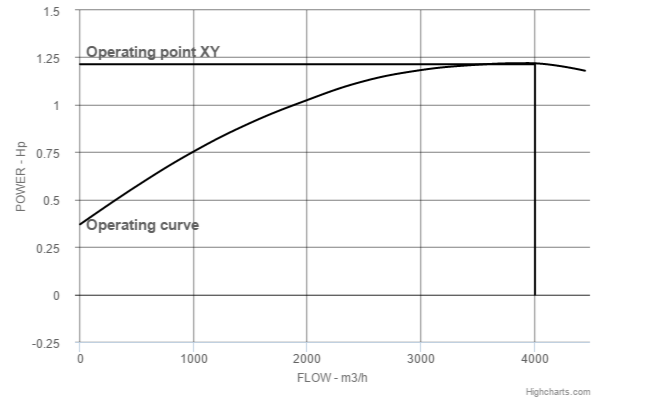 1.5
Operating point XY
1.25
1
0.75
POWER - Hp
0.5
Operating curve
0.25
0
-0.25
0 1000 2000 3000 4000
FLOW - m3/h
Highcharts.com